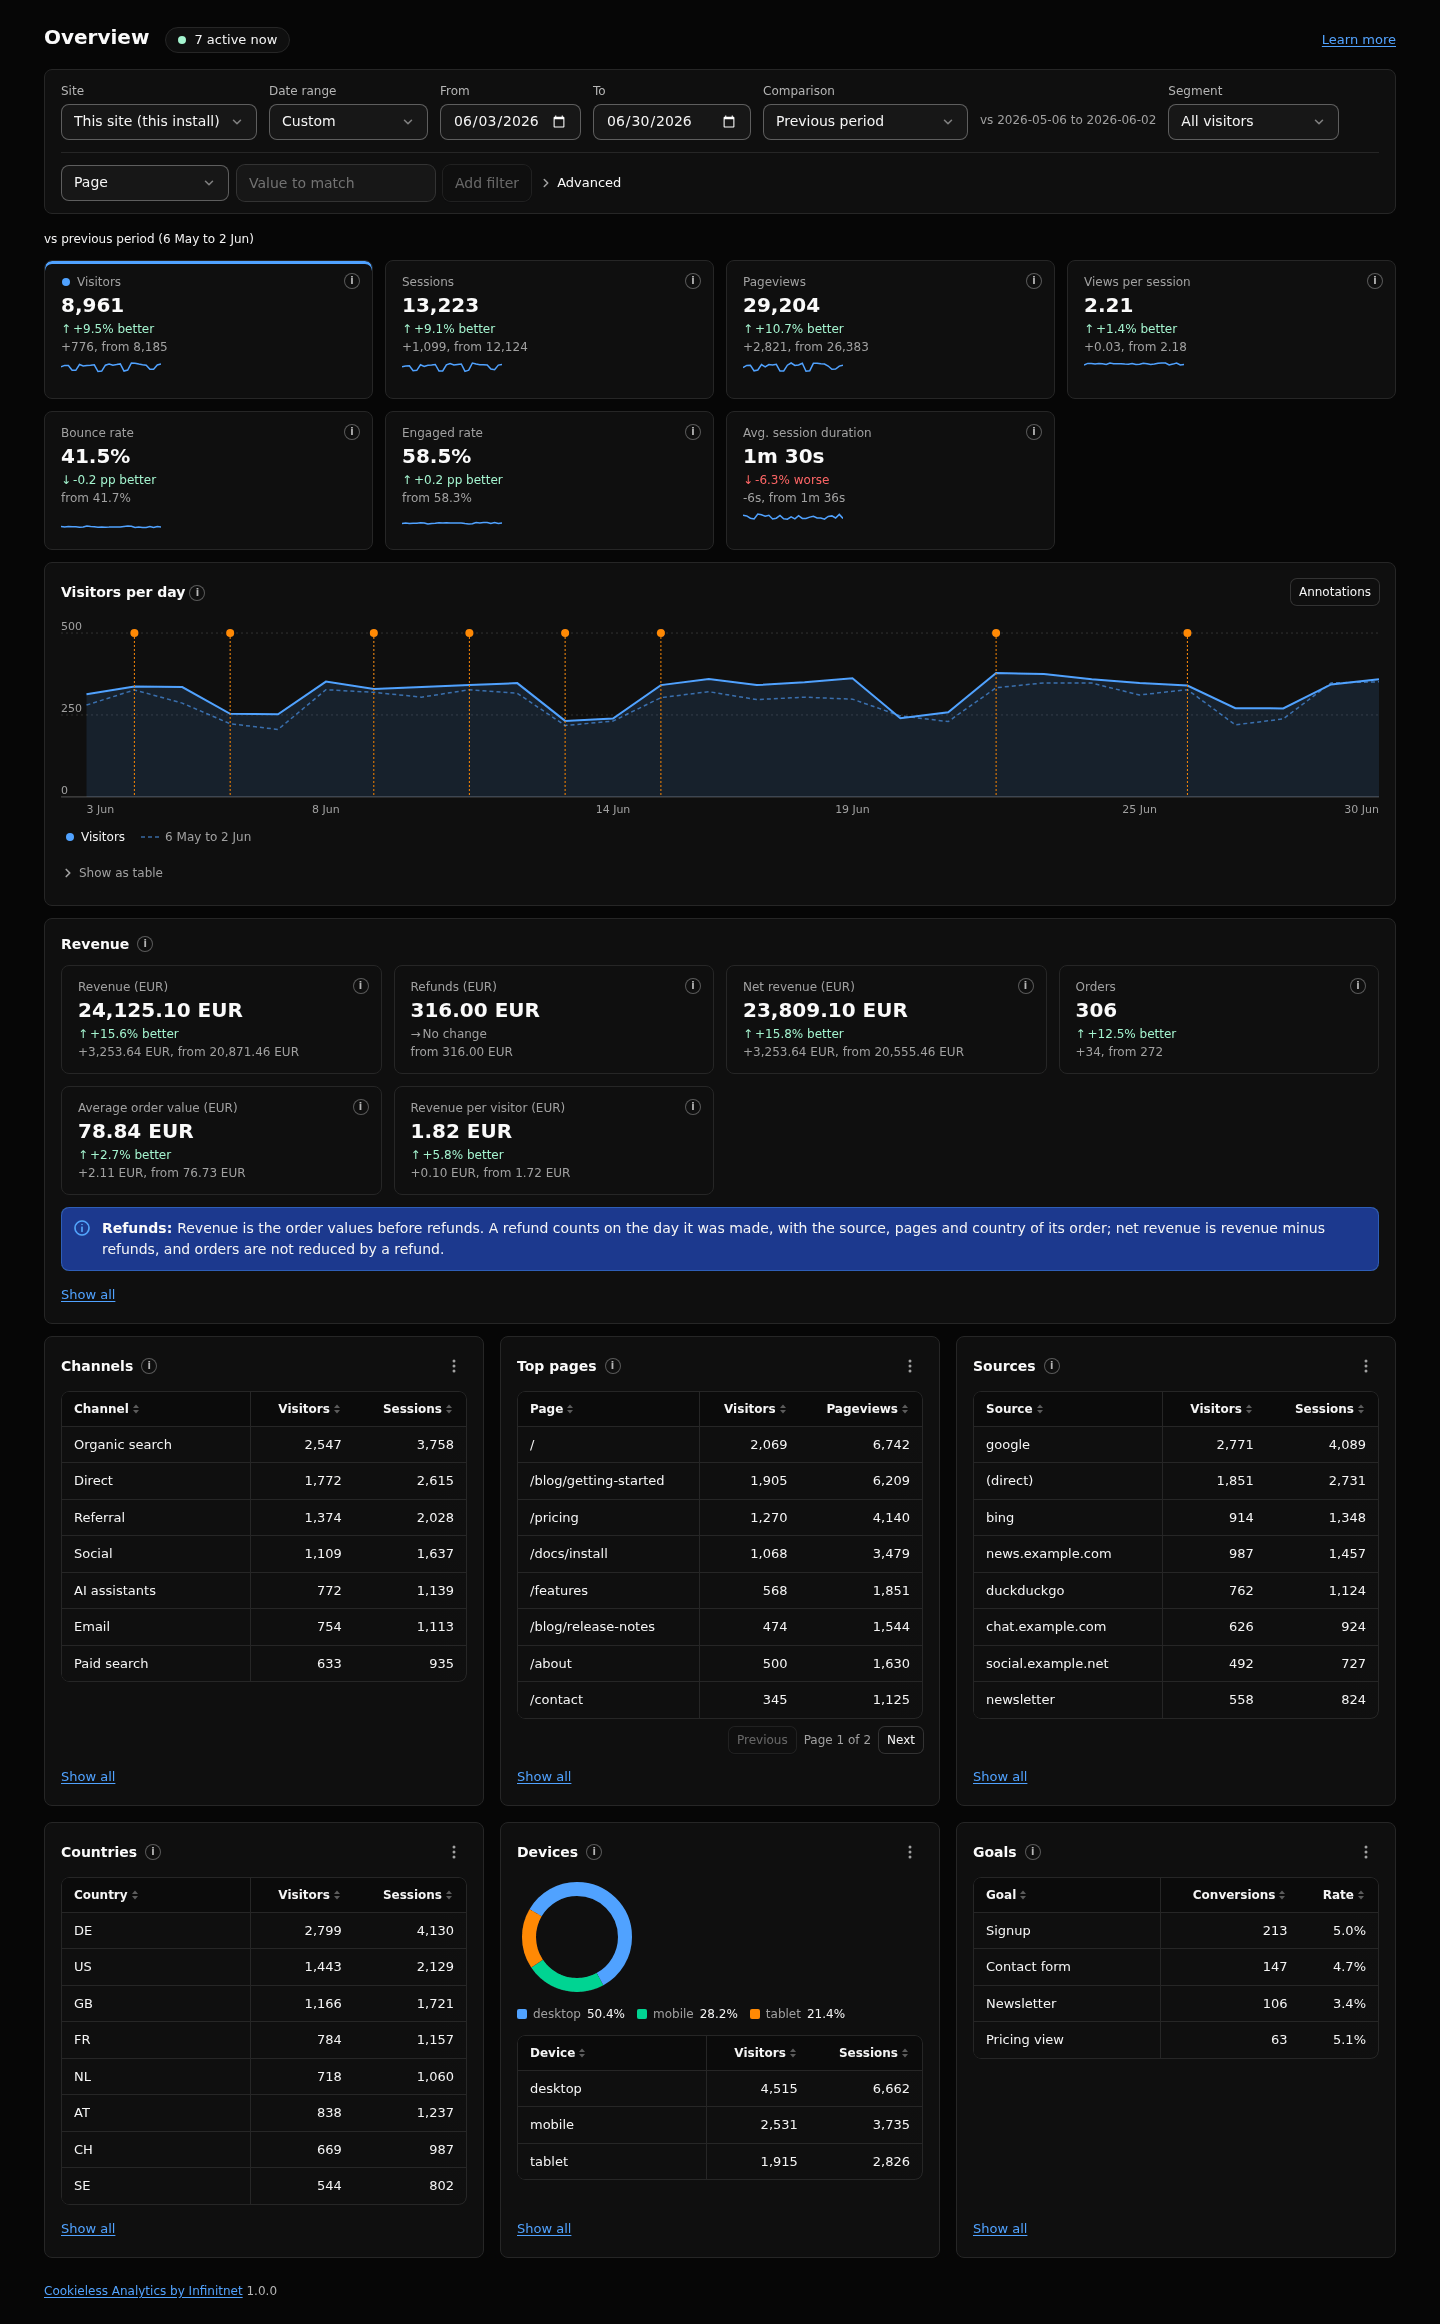 Overview
7 active now
Learn more
Site
Date range
From
To
Comparison
Segment
This site (this install)
Custom
06/03/2026
06/30/2026
Previous period
vs 2026-05-06 to 2026-06-02
All visitors
Page
Value to match
Add filter
Advanced
vs previous period (6 May to 2 Jun)
Visitors
8,961
↑ +9.5% better
+776, from 8,185
Sessions
13,223
↑ +9.1% better
+1,099, from 12,124
Pageviews
29,204
↑ +10.7% better
+2,821, from 26,383
Views per session
2.21
↑ +1.4% better
+0.03, from 2.18
Bounce rate
41.5%
↓ -0.2 pp better
from 41.7%
Engaged rate
58.5%
↑ +0.2 pp better
from 58.3%
Avg. session duration
1m 30s
↓ -6.3% worse
-6s, from 1m 36s
Visitors per day
Annotations
500
250
0
3 Jun
8 Jun
14 Jun
19 Jun
25 Jun
30 Jun
Visitors
6 May to 2 Jun
Show as table
Revenue
Revenue (EUR)
24,125.10 EUR
↑ +15.6% better
+3,253.64 EUR, from 20,871.46 EUR
Refunds (EUR)
316.00 EUR
→ No change
from 316.00 EUR
Net revenue (EUR)
23,809.10 EUR
↑ +15.8% better
+3,253.64 EUR, from 20,555.46 EUR
Orders
306
↑ +12.5% better
+34, from 272
Average order value (EUR)
78.84 EUR
↑ +2.7% better
+2.11 EUR, from 76.73 EUR
Revenue per visitor (EUR)
1.82 EUR
↑ +5.8% better
+0.10 EUR, from 1.72 EUR
Refunds: Revenue is the order values before refunds. A refund counts on the day it was made, with the source, pages and country of its order; net revenue is revenue minus
refunds, and orders are not reduced by a refund.
Show all
Channels
Channel Visitors Sessions
Organic search 2,547 3,758
Direct 1,772 2,615
Referral 1,374 2,028
Social 1,109 1,637
AI assistants 772 1,139
Email 754 1,113
Paid search 633 935
Show all
Top pages
Page Visitors Pageviews
/ 2,069 6,742
/blog/getting-started 1,905 6,209
/pricing 1,270 4,140
/docs/install 1,068 3,479
/features 568 1,851
/blog/release-notes 474 1,544
/about 500 1,630
/contact 345 1,125
Previous Page 1 of 2 Next
Show all
Sources
Source Visitors Sessions
google 2,771 4,089
(direct) 1,851 2,731
bing 914 1,348
news.example.com 987 1,457
duckduckgo 762 1,124
chat.example.com 626 924
social.example.net 492 727
newsletter 558 824
Show all
Countries
Country Visitors Sessions
DE 2,799 4,130
US 1,443 2,129
GB 1,166 1,721
FR 784 1,157
NL 718 1,060
AT 838 1,237
CH 669 987
SE 544 802
Show all
Devices
desktop 50.4% mobile 28.2% tablet 21.4%
Device Visitors Sessions
desktop 4,515 6,662
mobile 2,531 3,735
tablet 1,915 2,826
Show all
Goals
Goal Conversions Rate
Signup 213 5.0%
Contact form 147 4.7%
Newsletter 106 3.4%
Pricing view 63 5.1%
Show all
Cookieless Analytics by Infinitnet 1.0.0